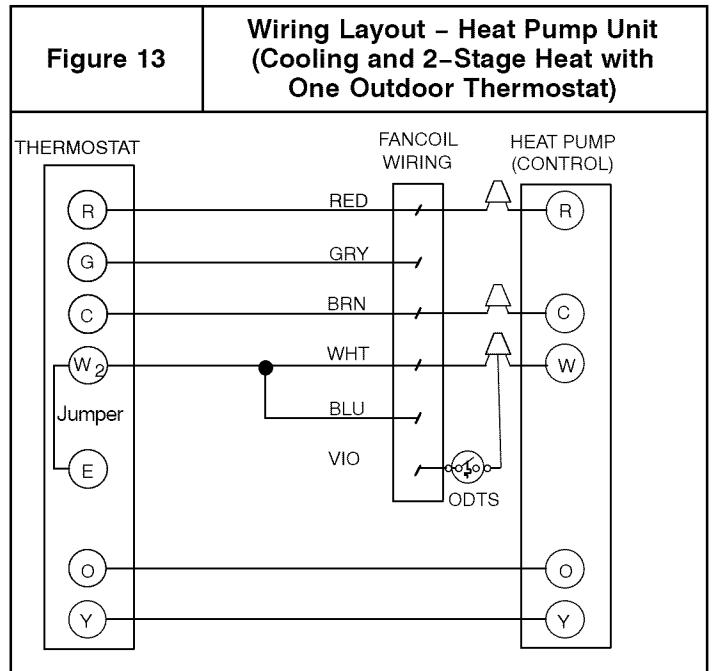 Figure 13
Wiring Layout – Heat Pump Unit
(Cooling and 2–Stage Heat with
One Outdoor Thermostat)
THERMOSTAT
FANCOIL
WIRING
HEAT PUMP
(CONTROL)
R
RED
R
G
GRY
C
BRN
C
W2
WHT
W
Jumper
BLU
E
VIO
ODTS
O
O
Y
Y